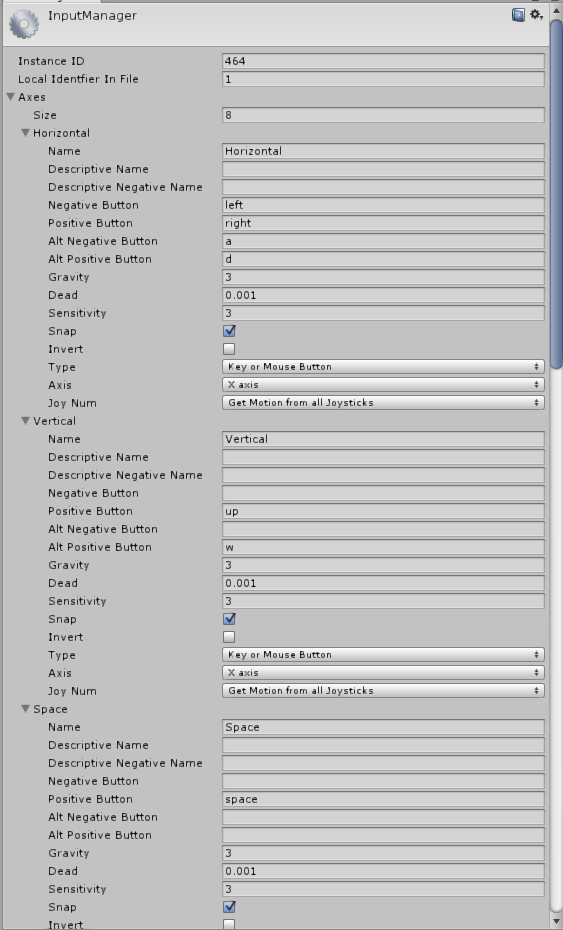 InputManager
Instance ID 464
Local Identfier In File 1
Axes
Size 8
Horizontal
Name Horizontal
Descriptive Name
Descriptive Negative Name
Negative Button left
Positive Button right
Alt Negative Button a
Alt Positive Button d
Gravity 3
Dead 0.001
Sensitivity 3
Snap
Invert
Type Key or Mouse Button
Axis X axis
Joy Num Get Motion from all Joysticks
Vertical
Name Vertical
Descriptive Name
Descriptive Negative Name
Negative Button
Positive Button up
Alt Negative Button
Alt Positive Button w
Gravity 3
Dead 0.001
Sensitivity 3
Snap
Invert
Type Key or Mouse Button
Axis X axis
Joy Num Get Motion from all Joysticks
Space
Name Space
Descriptive Name
Descriptive Negative Name
Negative Button
Positive Button space
Alt Negative Button
Alt Positive Button
Gravity 3
Dead 0.001
Sensitivity 3
Snap
Invert